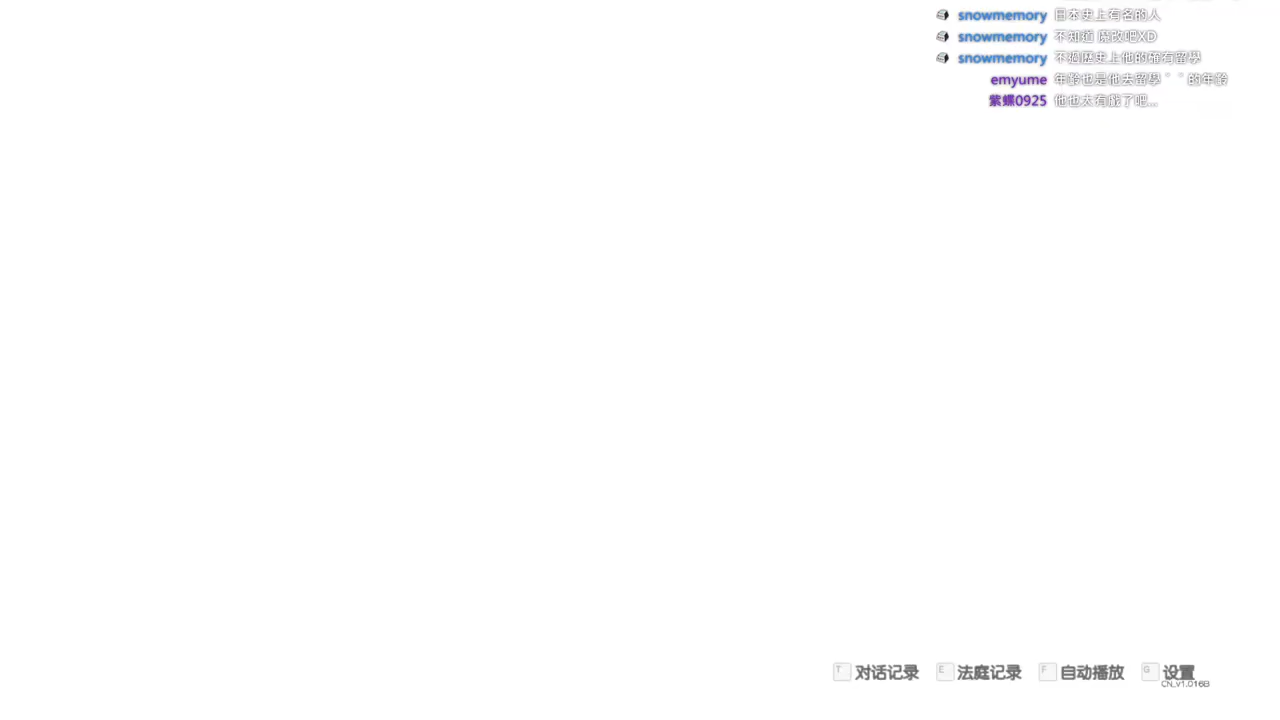 snowmemory 日本史上有名的人
snowmemory 不知道 魔改吧XD
snowmemory 不過歷史上他的確有留學
emyume 年齡也是他去留學ˊˋ的年齡
紫蝶0925 他也太有戲了吧...
T 对话记录 E 法庭记录 F 自动播放 G 设置
CN_v1.016B